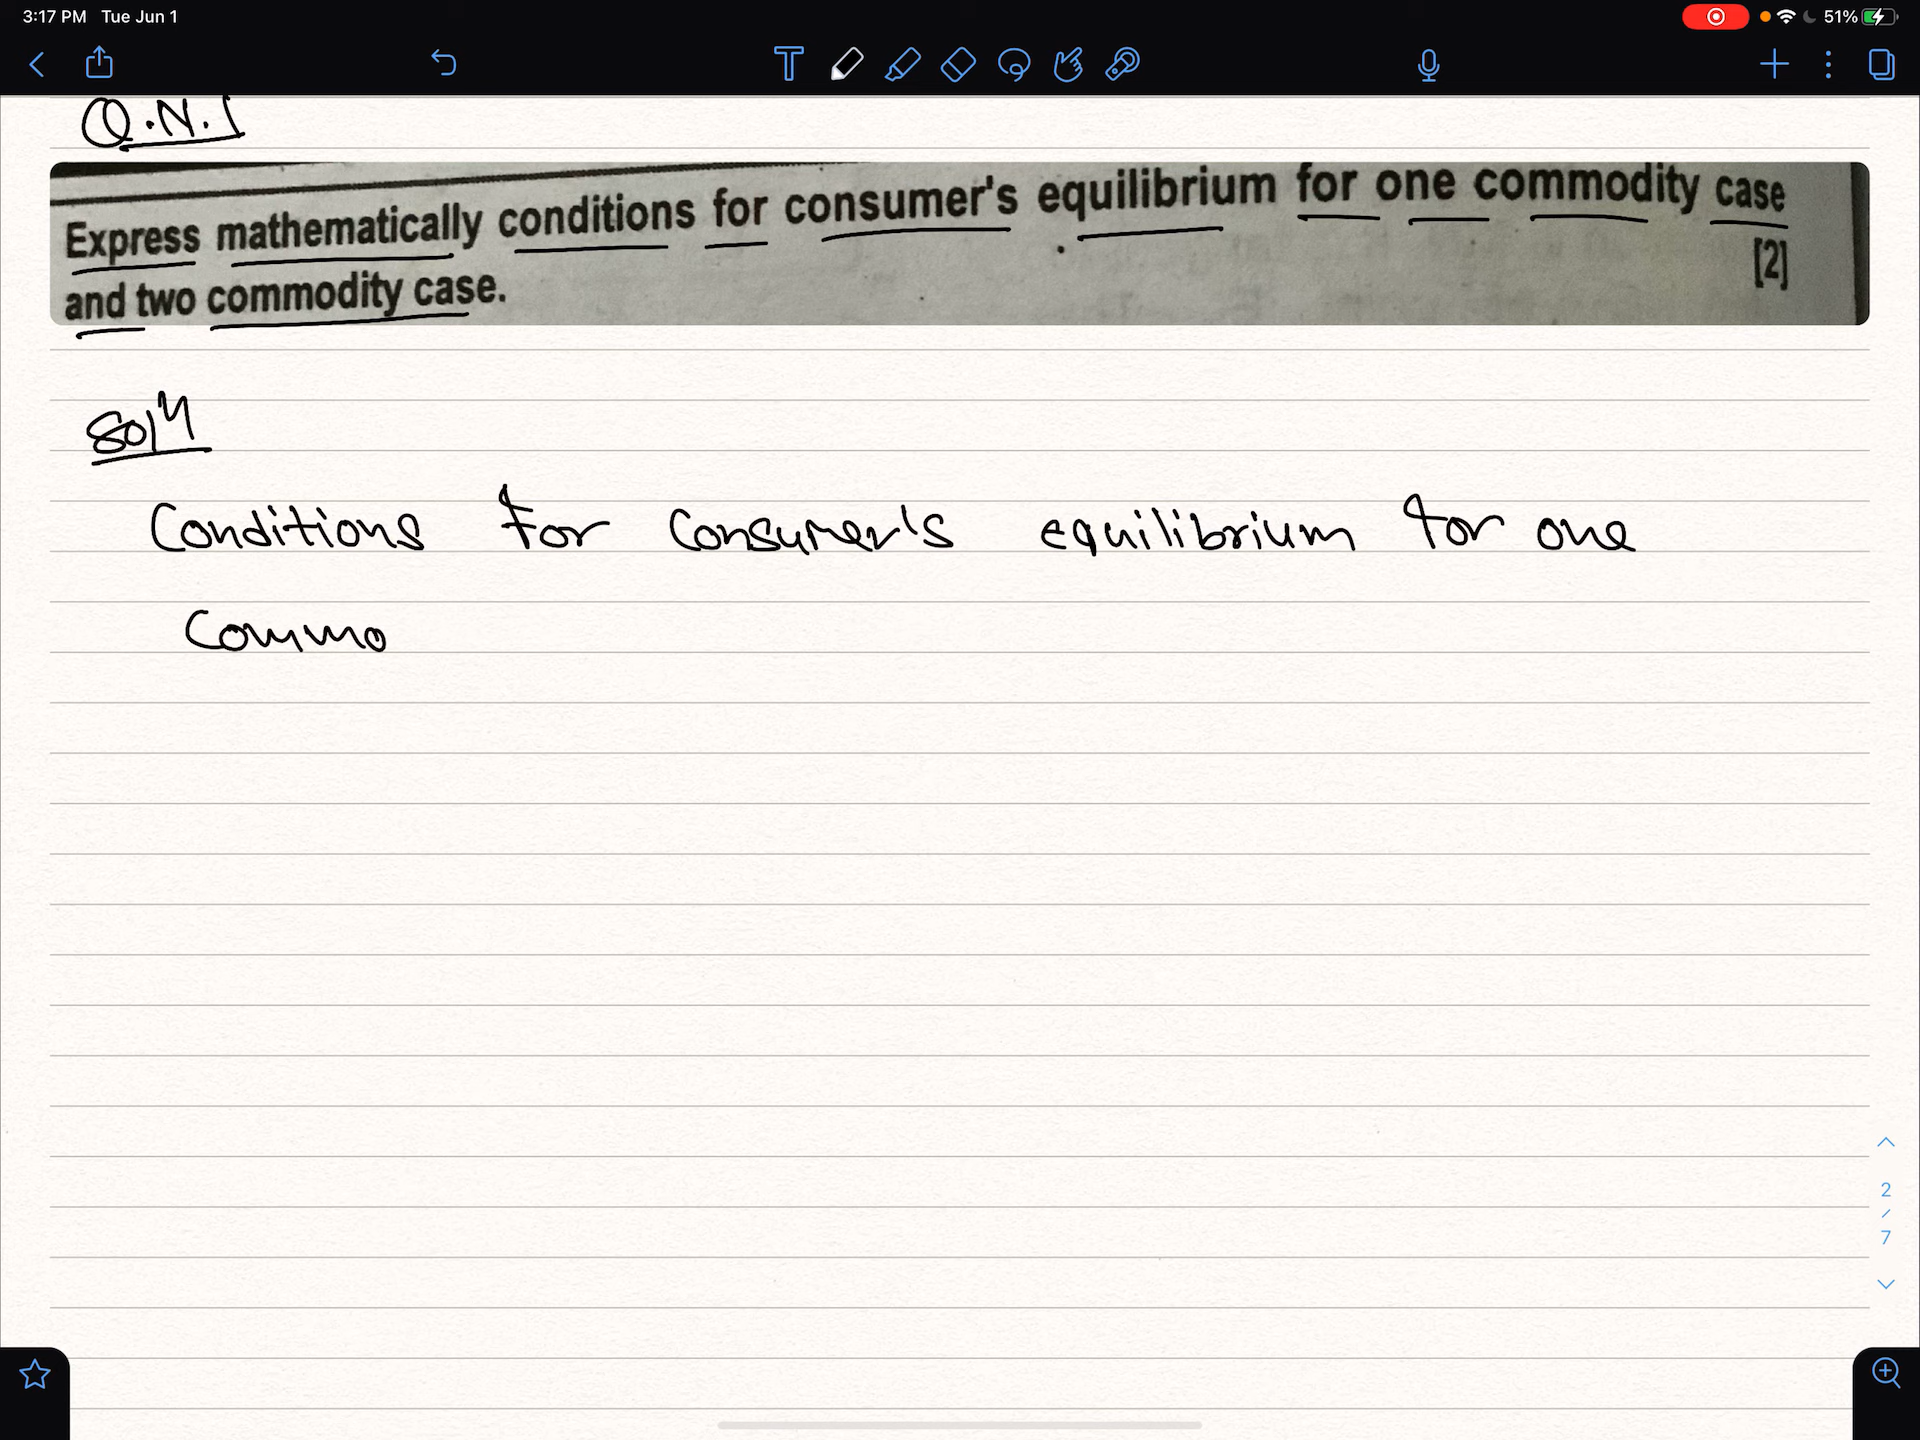 3:17 PM Tue Jun 1
51%
Q.N.1
Express mathematically conditions for consumer's equilibrium for one commodity case
[2]
and two commodity case.
Solⁿ
Conditions for Consumer's equilibrium for one
Commo
2
/
7